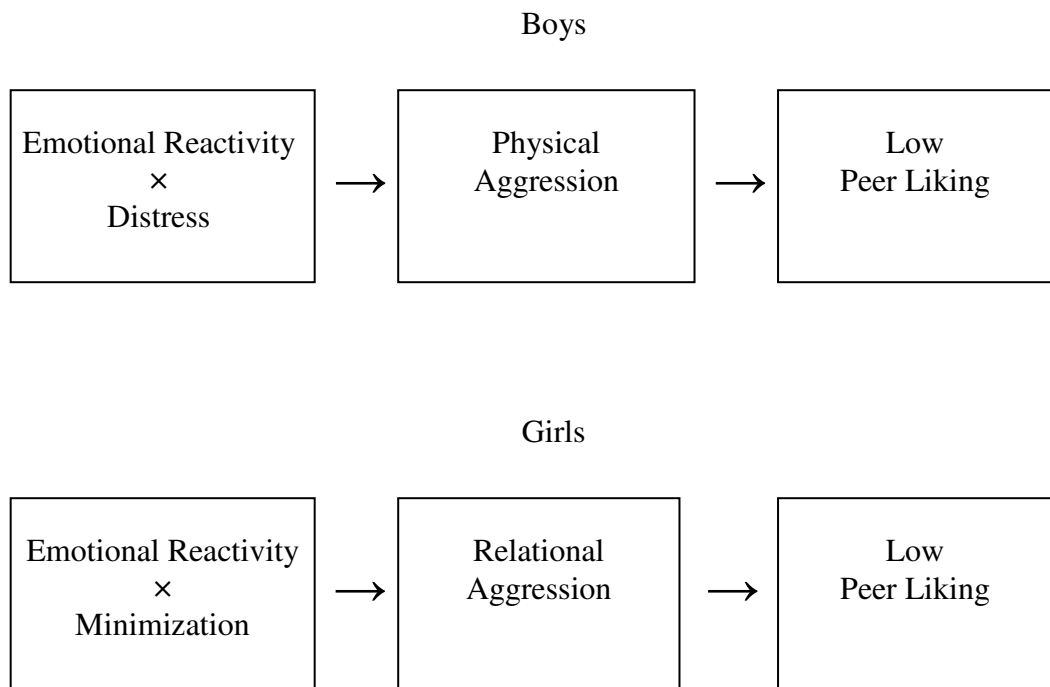 Boys
Emotional Reactivity
×
Distress
→
Physical
Aggression
→
Low
Peer Liking
Girls
Emotional Reactivity
×
Minimization
→
Relational
Aggression
→
Low
Peer Liking